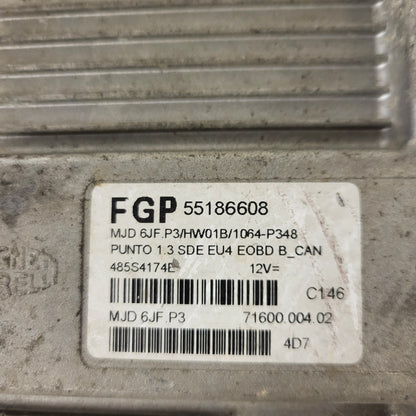 FGP 55186608
MJD 6JF.P3/HW01B/1064-P348
PUNTO 1.3 SDE EU4 EOBD B_CAN
485S4174E 12V=
C146
MJD 6JF.P3 71600.004.02
4D7